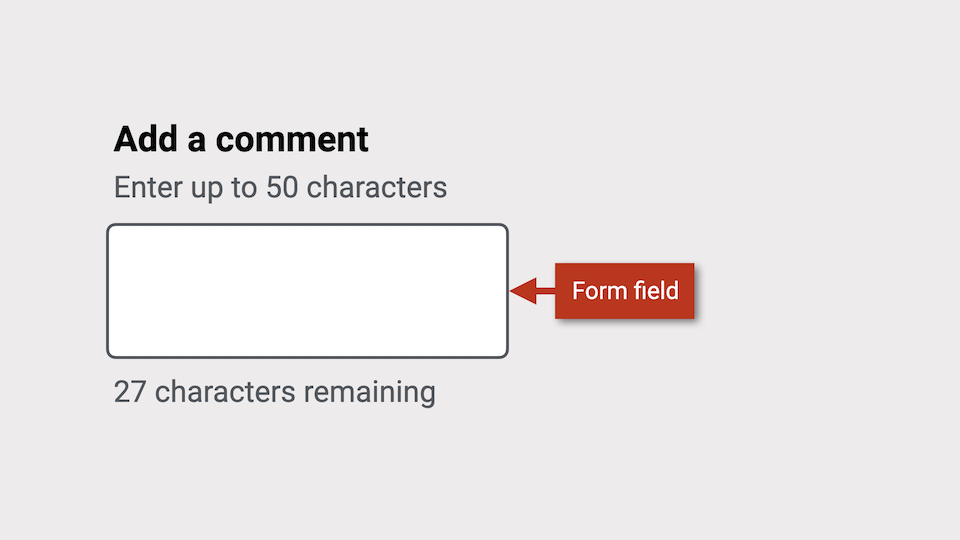 Add a comment
Enter up to 50 characters
Form field
27 characters remaining